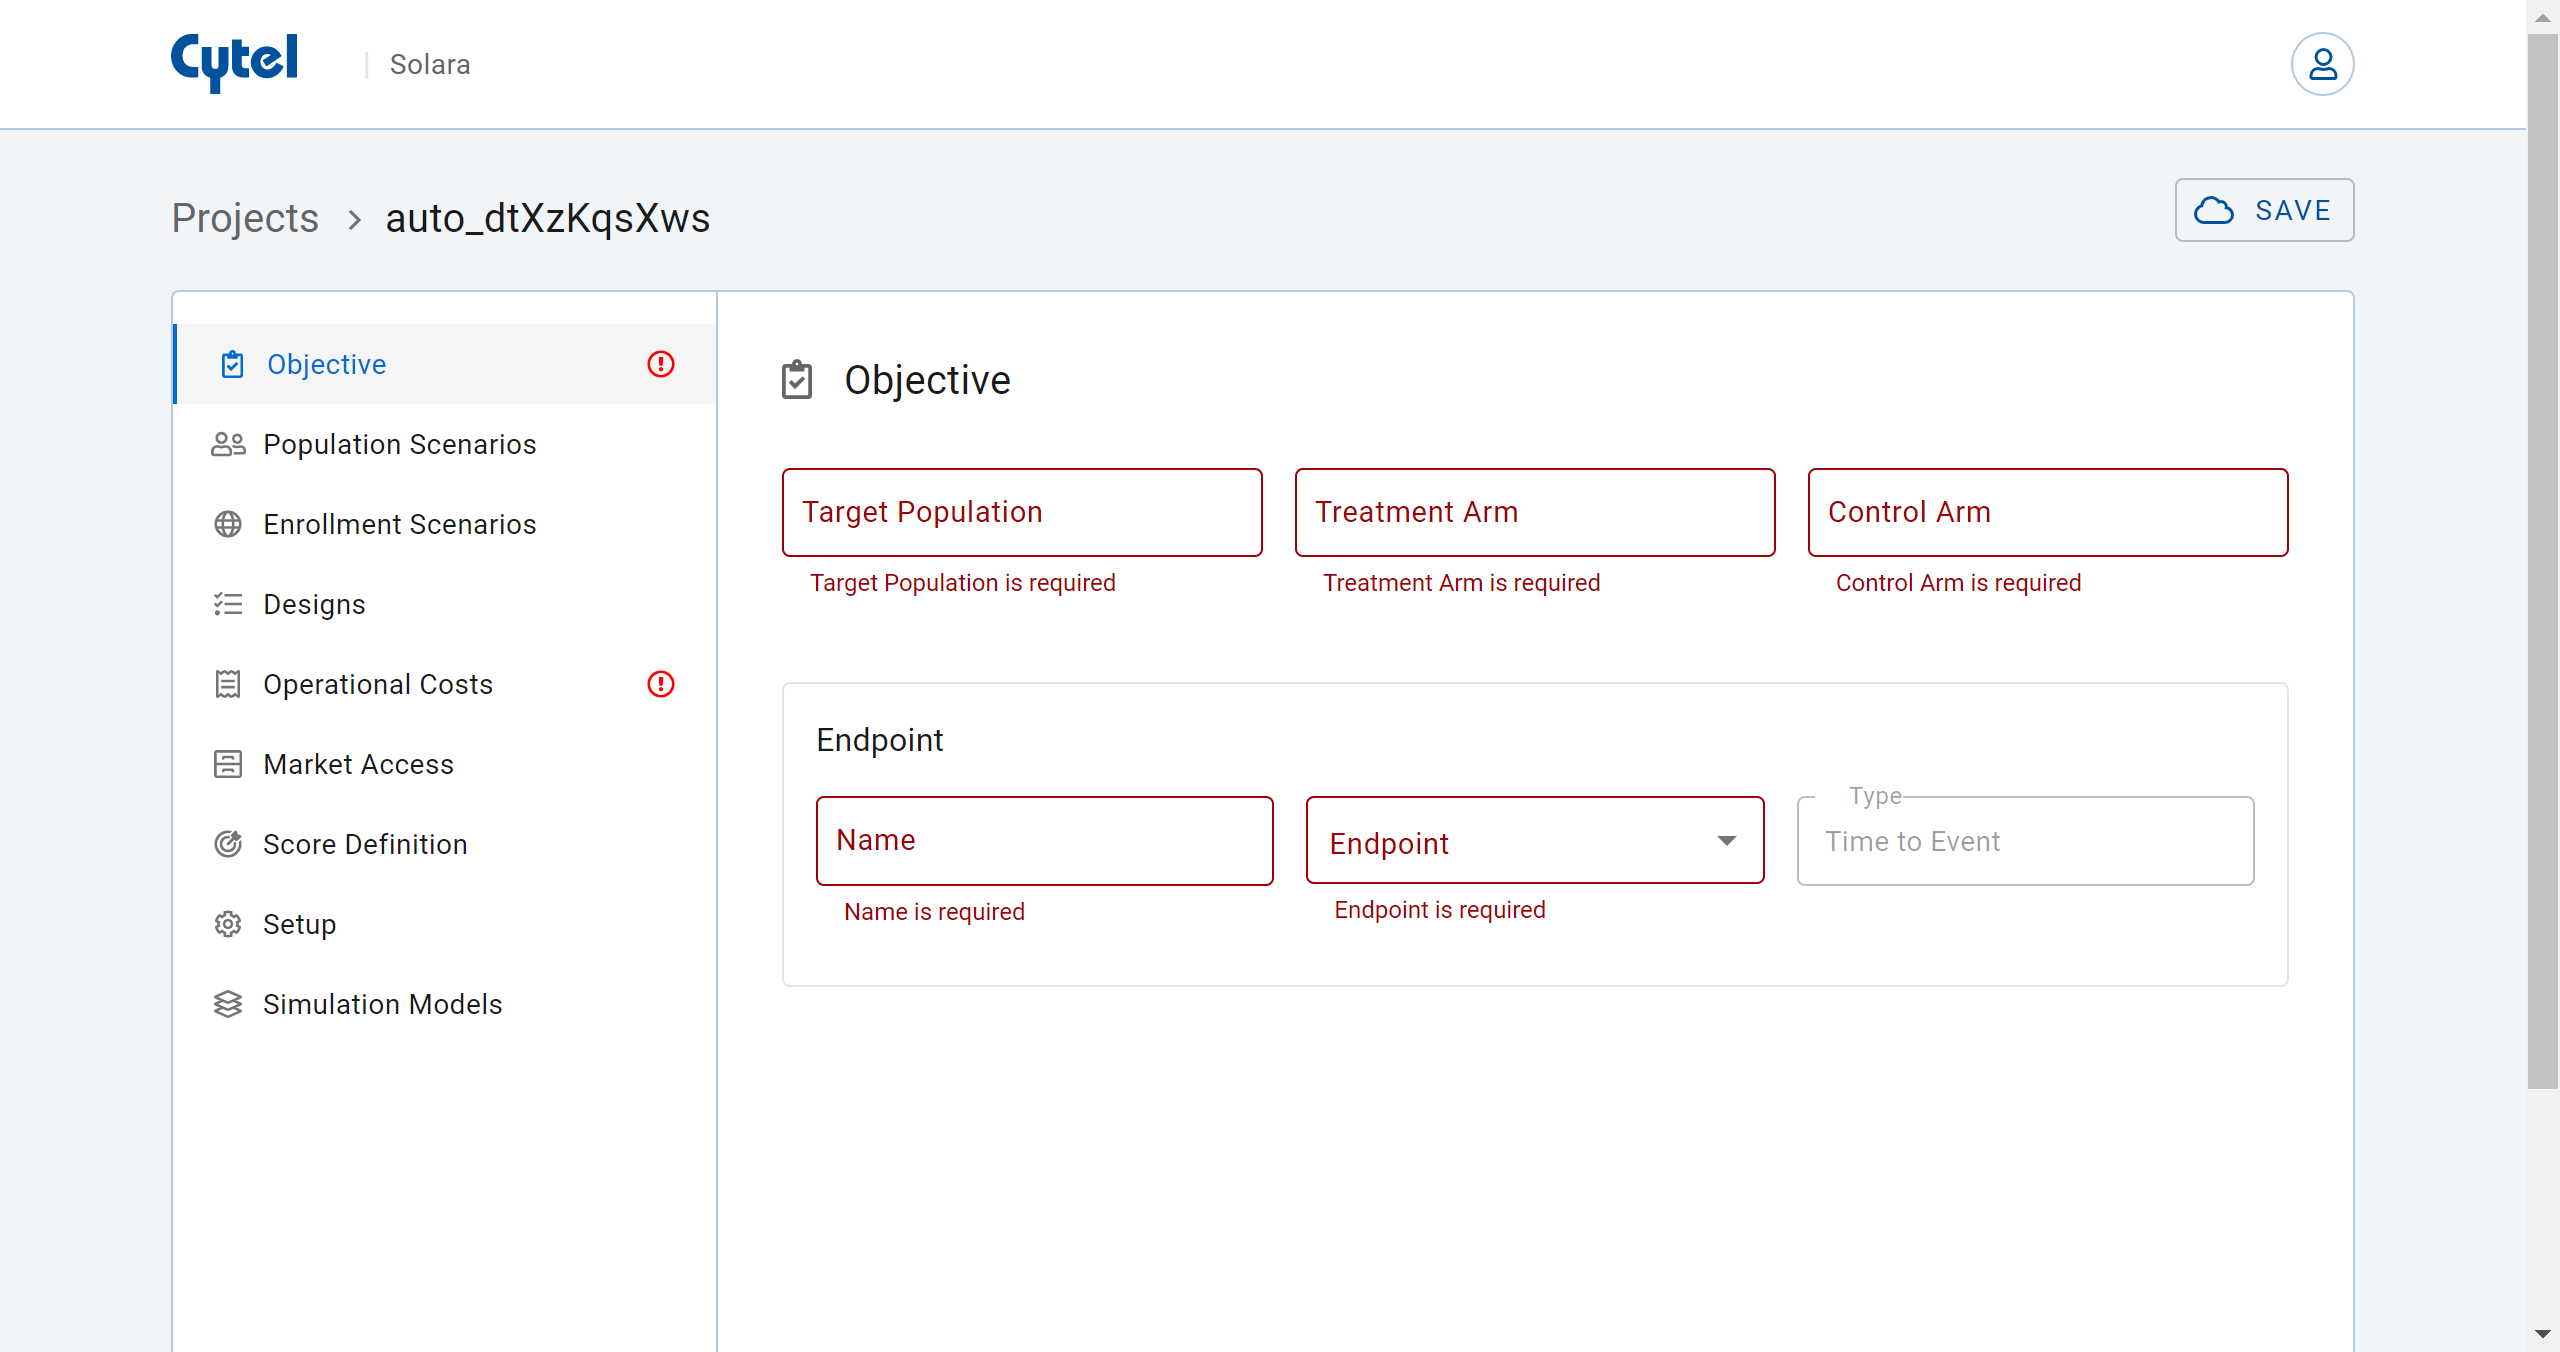 Cytel | Solara
Projects > auto_dtXzKqsXws
SAVE
Objective
Population Scenarios
Enrollment Scenarios
Designs
Operational Costs
Market Access
Score Definition
Setup
Simulation Models
Objective
Target Population
Treatment Arm
Control Arm
Target Population is required
Treatment Arm is required
Control Arm is required
Endpoint
Name
Endpoint
Type
Time to Event
Name is required
Endpoint is required